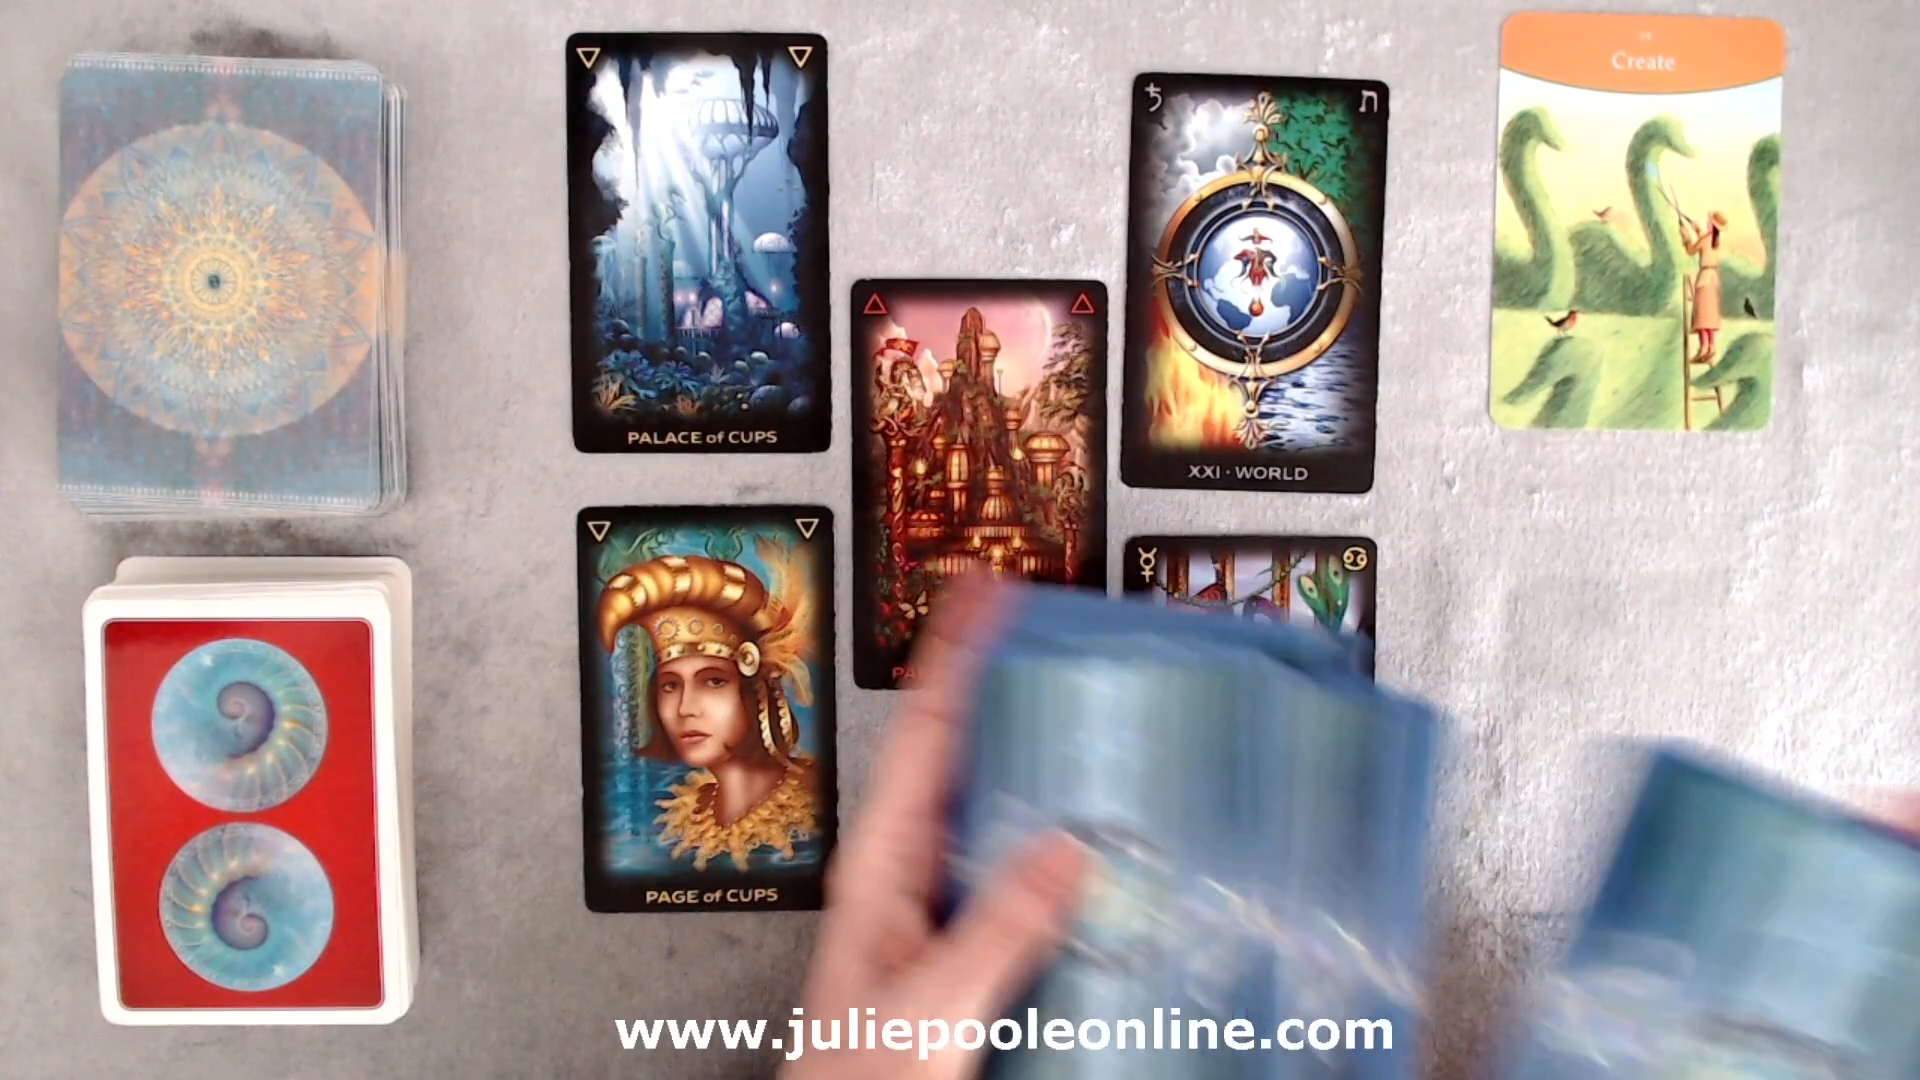 Create
PALACE of CUPS
XXI · WORLD
PAGE of CUPS
www.juliepooleonline.com